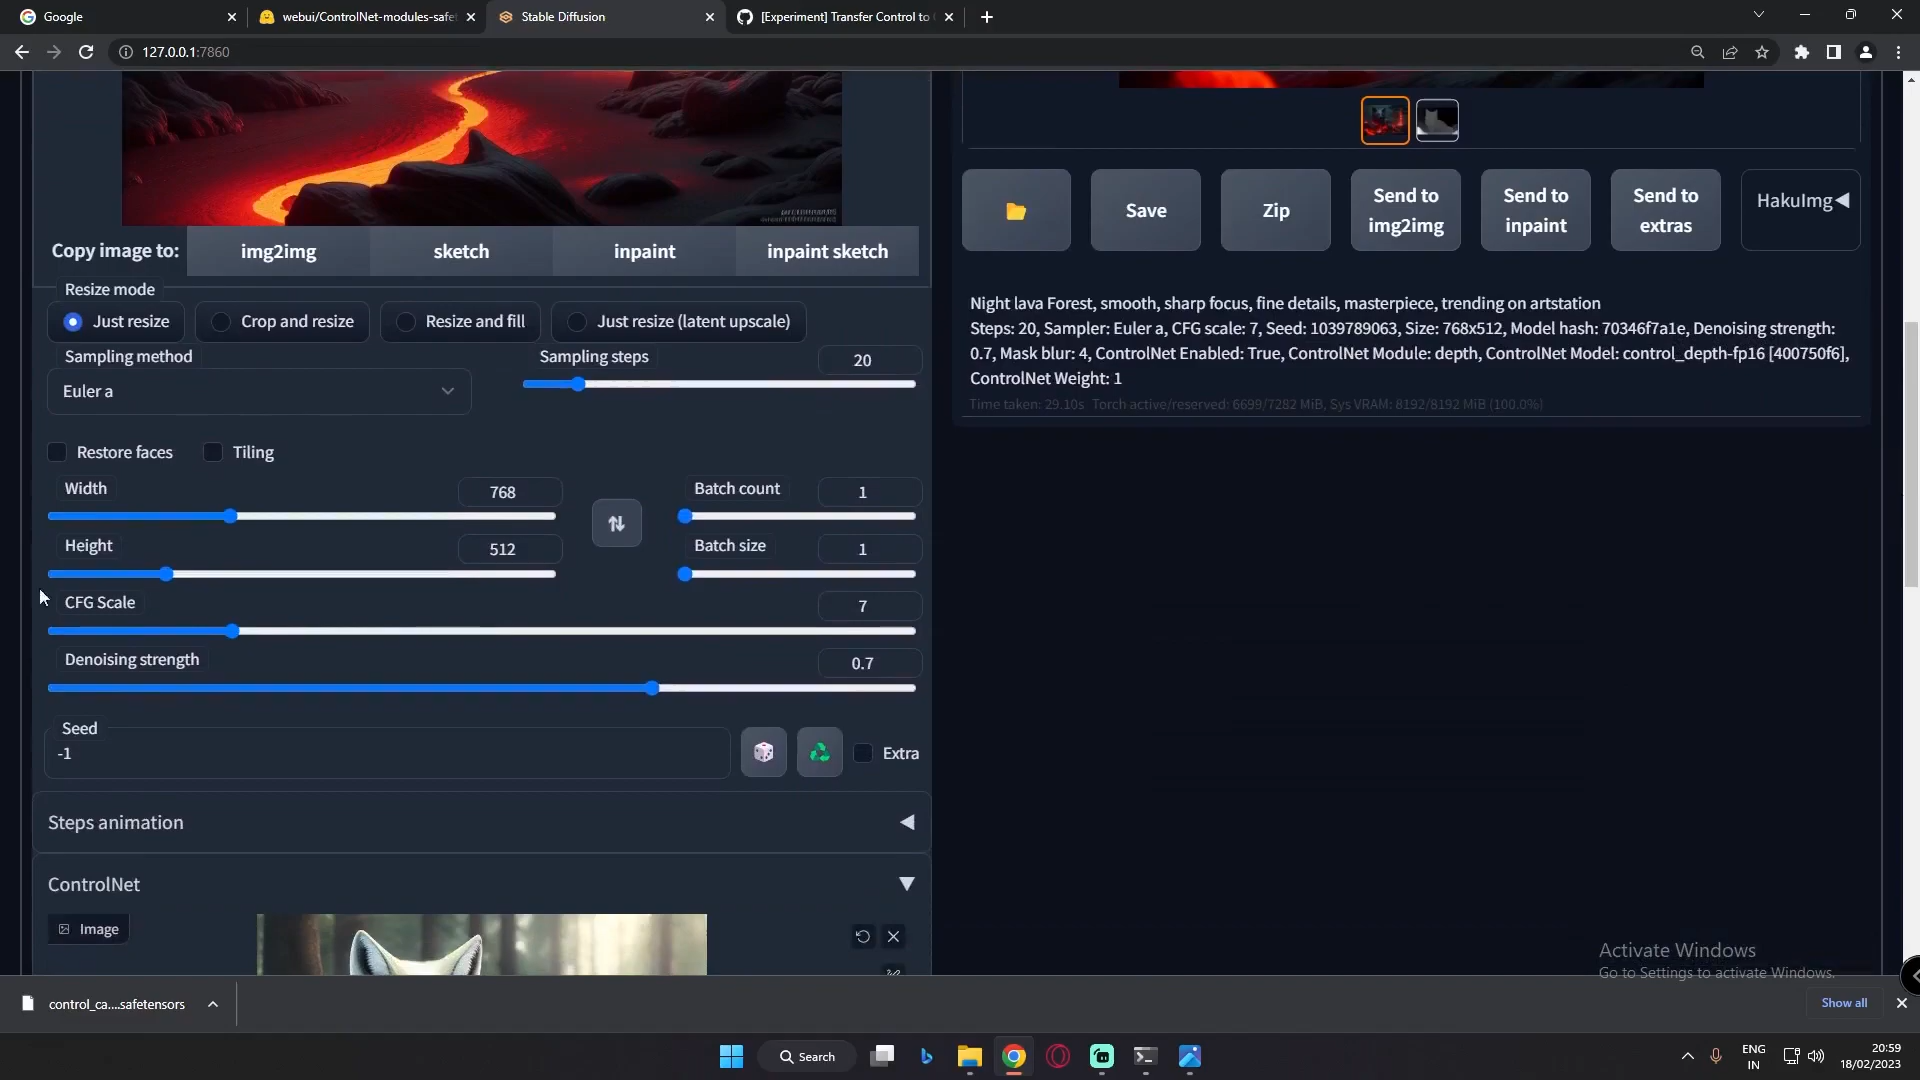 Google
webui/ControlNet-modules-safe
Stable Diffusion
[Experiment] Transfer Control to
127.0.0.1:7860
Copy image to:
img2img
sketch
inpaint
inpaint sketch
Resize mode
Just resize
Crop and resize
Resize and fill
Just resize (latent upscale)
Sampling method
Euler a
Sampling steps
20
Restore faces
Tiling
Width
768
Batch count
1
Height
512
Batch size
1
CFG Scale
7
Denoising strength
0.7
Seed
-1
Extra
Steps animation
ControlNet
Image
Save
Zip
Send to
img2img
Send to
inpaint
Send to
extras
HakuImg
Night lava Forest, smooth, sharp focus, fine details, masterpiece, trending on artstation
Steps: 20, Sampler: Euler a, CFG scale: 7, Seed: 1039789063, Size: 768x512, Model hash: 70346f7a1e, Denoising strength:
0.7, Mask blur: 4, ControlNet Enabled: True, ControlNet Module: depth, ControlNet Model: control_depth-fp16 [400750f6],
ControlNet Weight: 1
Time taken: 29.10s Torch active/reserved: 6699/7282 MiB, Sys VRAM: 8192/8192 MiB (100.0%)
Activate Windows
Go to Settings to activate Windows.
control_ca....safetensors
Show all
Search
ENG
IN
20:59
18/02/2023